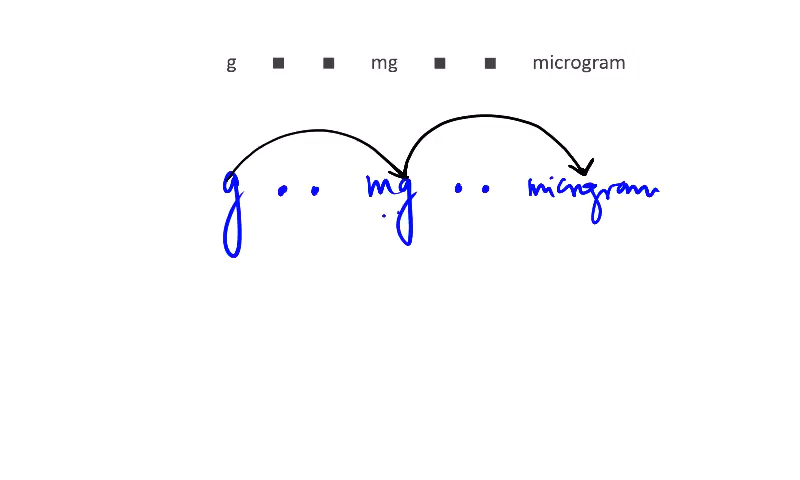 g ■ ■ mg ■ ■ microgram
g • • mg • • microgram